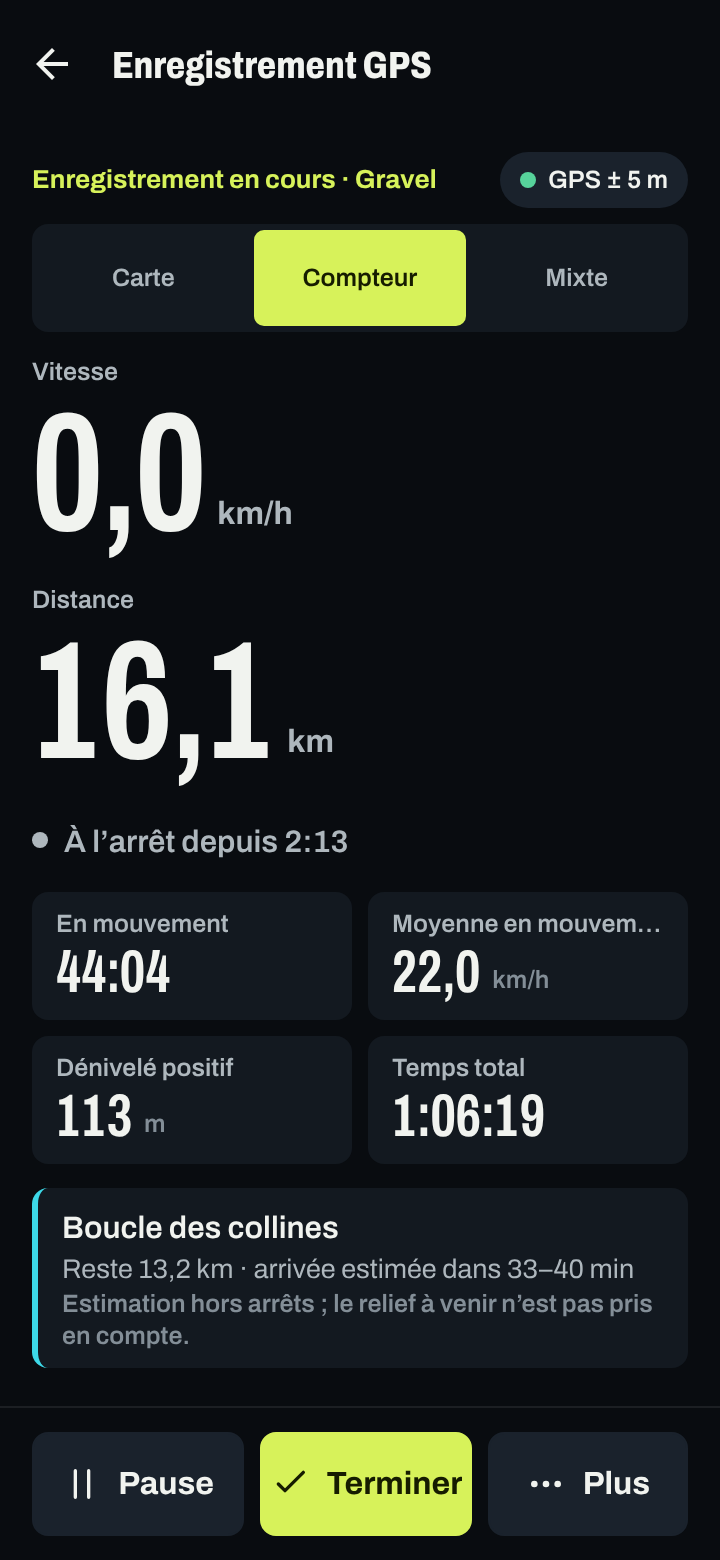 Enregistrement GPS
Enregistrement en cours · Gravel
GPS ± 5 m
Carte
Compteur
Mixte
Vitesse
0,0 km/h
Distance
16,1 km
À l’arrêt depuis 2:13
En mouvement
44:04
Moyenne en mouvem…
22,0 km/h
Dénivelé positif
113 m
Temps total
1:06:19
Boucle des collines
Reste 13,2 km · arrivée estimée dans 33–40 min
Estimation hors arrêts ; le relief à venir n’est pas pris
en compte.
Pause
Terminer
Plus